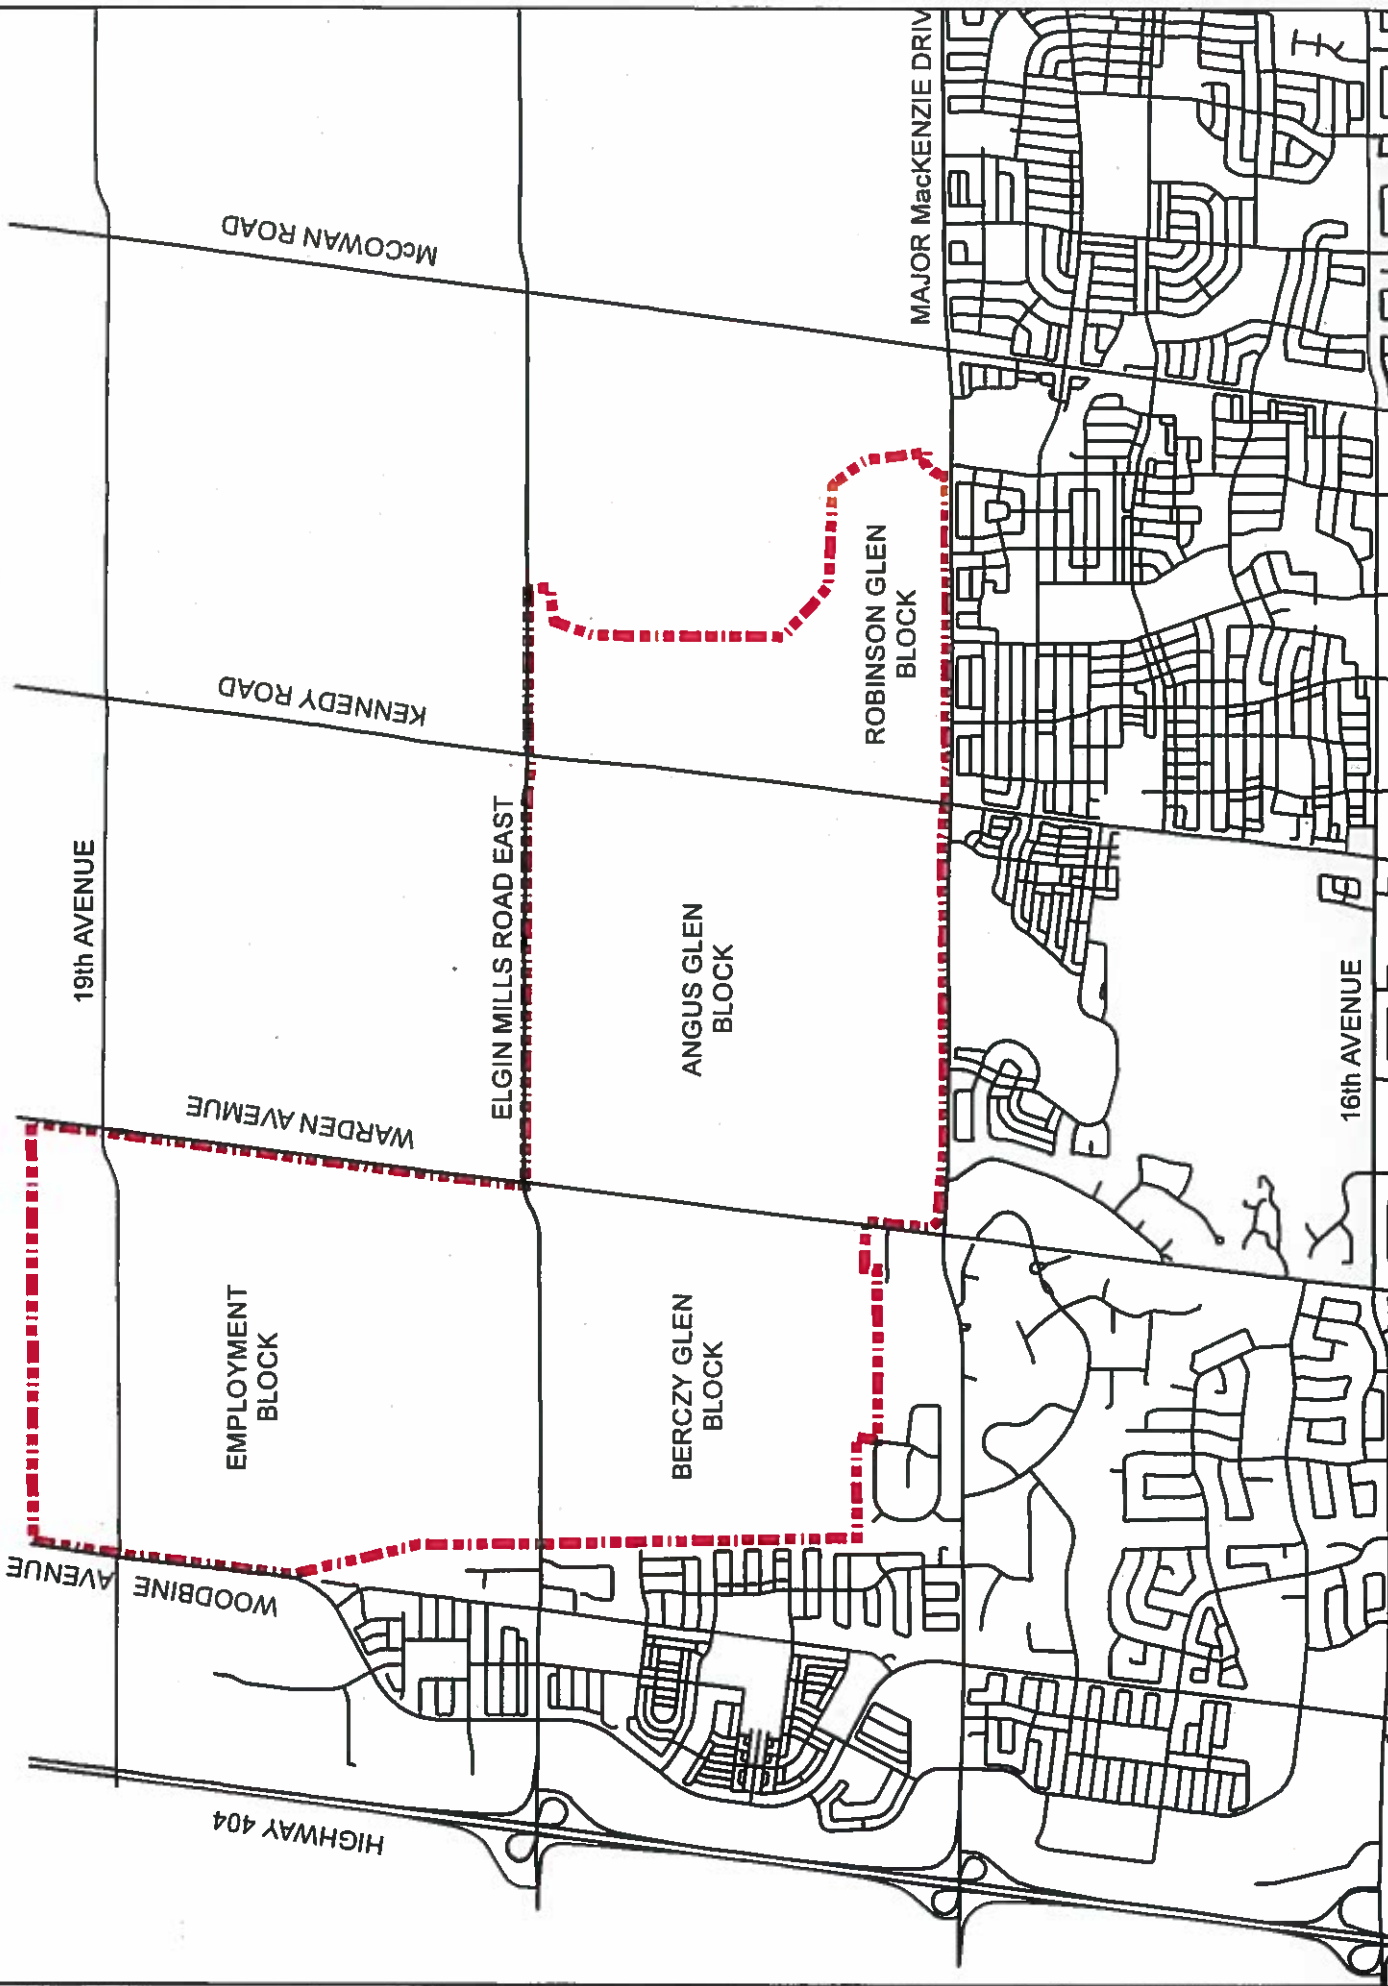 19th AVENUE
ELGIN MILLS ROAD EAST
MAJOR MacKENZIE DRIV
16th AVENUE
HIGHWAY 404
WOODBINE
AVENUE
WARDEN AVEMUE
KENNEDY ROAD
McCOWAN ROAD
EMPLOYMENT
BLOCK
BERCZY GLEN
BLOCK
ANGUS GLEN
BLOCK
ROBINSON GLEN
BLOCK